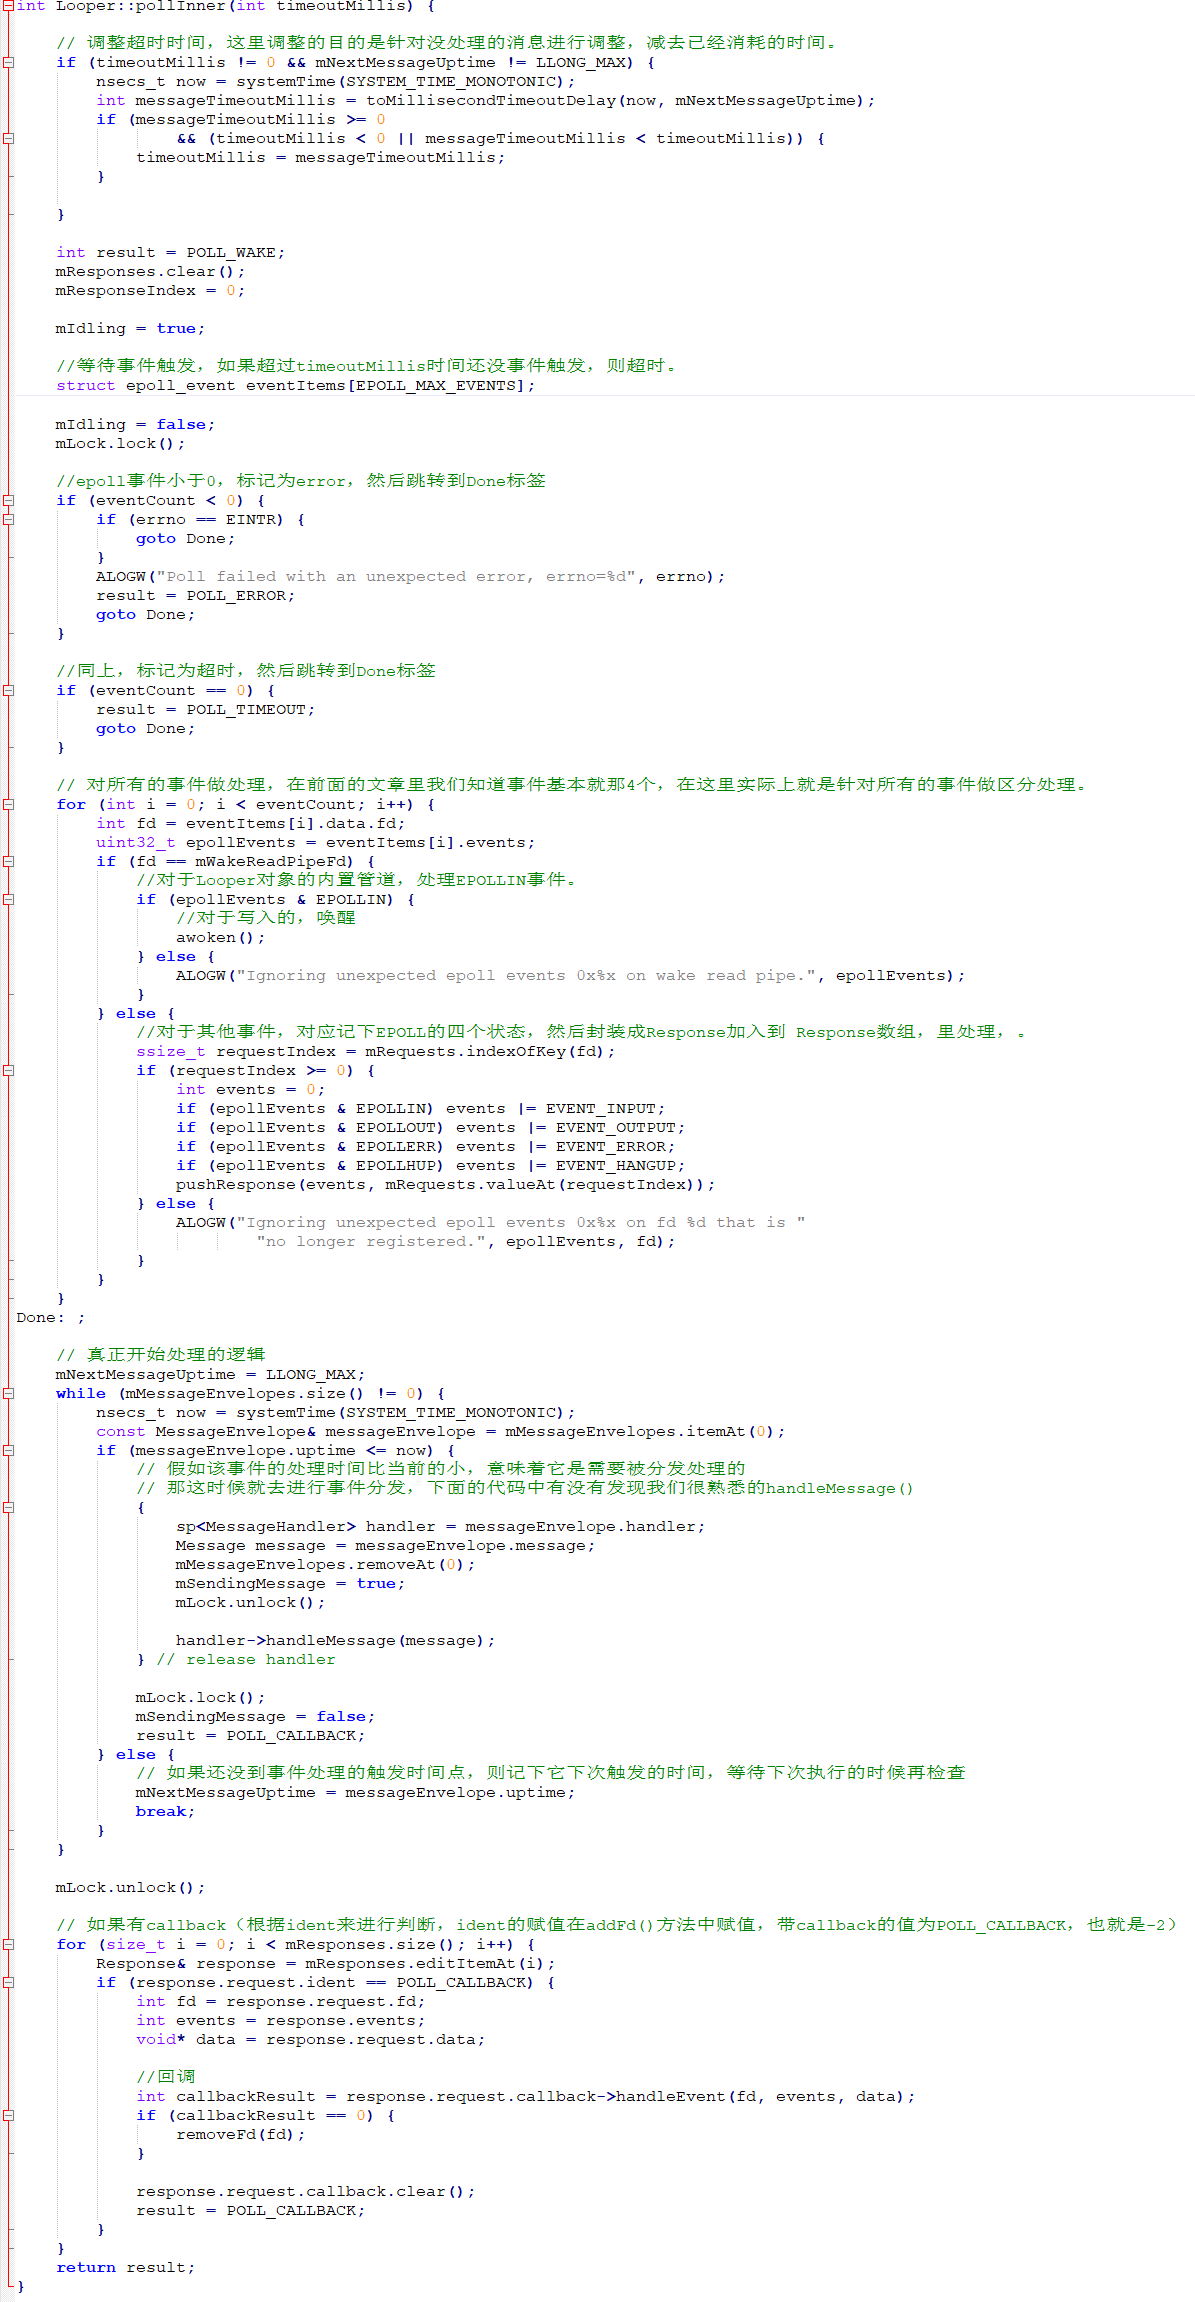 int Looper::pollInner(int timeoutMillis) {
// 调整超时时间，这里调整的目的是针对没处理的消息进行调整，减去已经消耗的时间。
if (timeoutMillis != 0 && mNextMessageUptime != LLONG_MAX) {
nsecs_t now = systemTime(SYSTEM_TIME_MONOTONIC);
int messageTimeoutMillis = toMillisecondTimeoutDelay(now, mNextMessageUptime);
if (messageTimeoutMillis >= 0
&& (timeoutMillis < 0 || messageTimeoutMillis < timeoutMillis)) {
timeoutMillis = messageTimeoutMillis;
}
}
int result = POLL_WAKE;
mResponses.clear();
mResponseIndex = 0;
mIdling = true;
//等待事件触发，如果超过timeoutMillis时间还没事件触发，则超时。
struct epoll_event eventItems[EPOLL_MAX_EVENTS];
mIdling = false;
mLock.lock();
//epoll事件小于0，标记为error，然后跳转到Done标签
if (eventCount < 0) {
if (errno == EINTR) {
goto Done;
}
ALOGW("Poll failed with an unexpected error, errno=%d", errno);
result = POLL_ERROR;
goto Done;
}
//同上，标记为超时，然后跳转到Done标签
if (eventCount == 0) {
result = POLL_TIMEOUT;
goto Done;
}
// 对所有的事件做处理，在前面的文章里我们知道事件基本就那4个，在这里实际上就是针对所有的事件做区分处理。
for (int i = 0; i < eventCount; i++) {
int fd = eventItems[i].data.fd;
uint32_t epollEvents = eventItems[i].events;
if (fd == mWakeReadPipeFd) {
//对于Looper对象的内置管道，处理EPOLLIN事件。
if (epollEvents & EPOLLIN) {
//对于写入的，唤醒
awoken();
} else {
ALOGW("Ignoring unexpected epoll events 0x%x on wake read pipe.", epollEvents);
}
} else {
//对于其他事件，对应记下EPOLL的四个状态，然后封装成Response加入到 Response数组，里处理，。
ssize_t requestIndex = mRequests.indexOfKey(fd);
if (requestIndex >= 0) {
int events = 0;
if (epollEvents & EPOLLIN) events |= EVENT_INPUT;
if (epollEvents & EPOLLOUT) events |= EVENT_OUTPUT;
if (epollEvents & EPOLLERR) events |= EVENT_ERROR;
if (epollEvents & EPOLLHUP) events |= EVENT_HANGUP;
pushResponse(events, mRequests.valueAt(requestIndex));
} else {
ALOGW("Ignoring unexpected epoll events 0x%x on fd %d that is "
"no longer registered.", epollEvents, fd);
}
}
}
Done: ;
// 真正开始处理的逻辑
mNextMessageUptime = LLONG_MAX;
while (mMessageEnvelopes.size() != 0) {
nsecs_t now = systemTime(SYSTEM_TIME_MONOTONIC);
const MessageEnvelope& messageEnvelope = mMessageEnvelopes.itemAt(0);
if (messageEnvelope.uptime <= now) {
// 假如该事件的处理时间比当前的小，意味着它是需要被分发处理的
// 那这时候就去进行事件分发，下面的代码中有没有发现我们很熟悉的handleMessage()
{
sp<MessageHandler> handler = messageEnvelope.handler;
Message message = messageEnvelope.message;
mMessageEnvelopes.removeAt(0);
mSendingMessage = true;
mLock.unlock();
handler->handleMessage(message);
} // release handler
mLock.lock();
mSendingMessage = false;
result = POLL_CALLBACK;
} else {
// 如果还没到事件处理的触发时间点，则记下它下次触发的时间，等待下次执行的时候再检查
mNextMessageUptime = messageEnvelope.uptime;
break;
}
}
mLock.unlock();
// 如果有callback（根据ident来进行判断，ident的赋值在addFd()方法中赋值，带callback的值为POLL_CALLBACK，也就是-2）
for (size_t i = 0; i < mResponses.size(); i++) {
Response& response = mResponses.editItemAt(i);
if (response.request.ident == POLL_CALLBACK) {
int fd = response.request.fd;
int events = response.events;
void* data = response.request.data;
//回调
int callbackResult = response.request.callback->handleEvent(fd, events, data);
if (callbackResult == 0) {
removeFd(fd);
}
response.request.callback.clear();
result = POLL_CALLBACK;
}
}
return result;
}